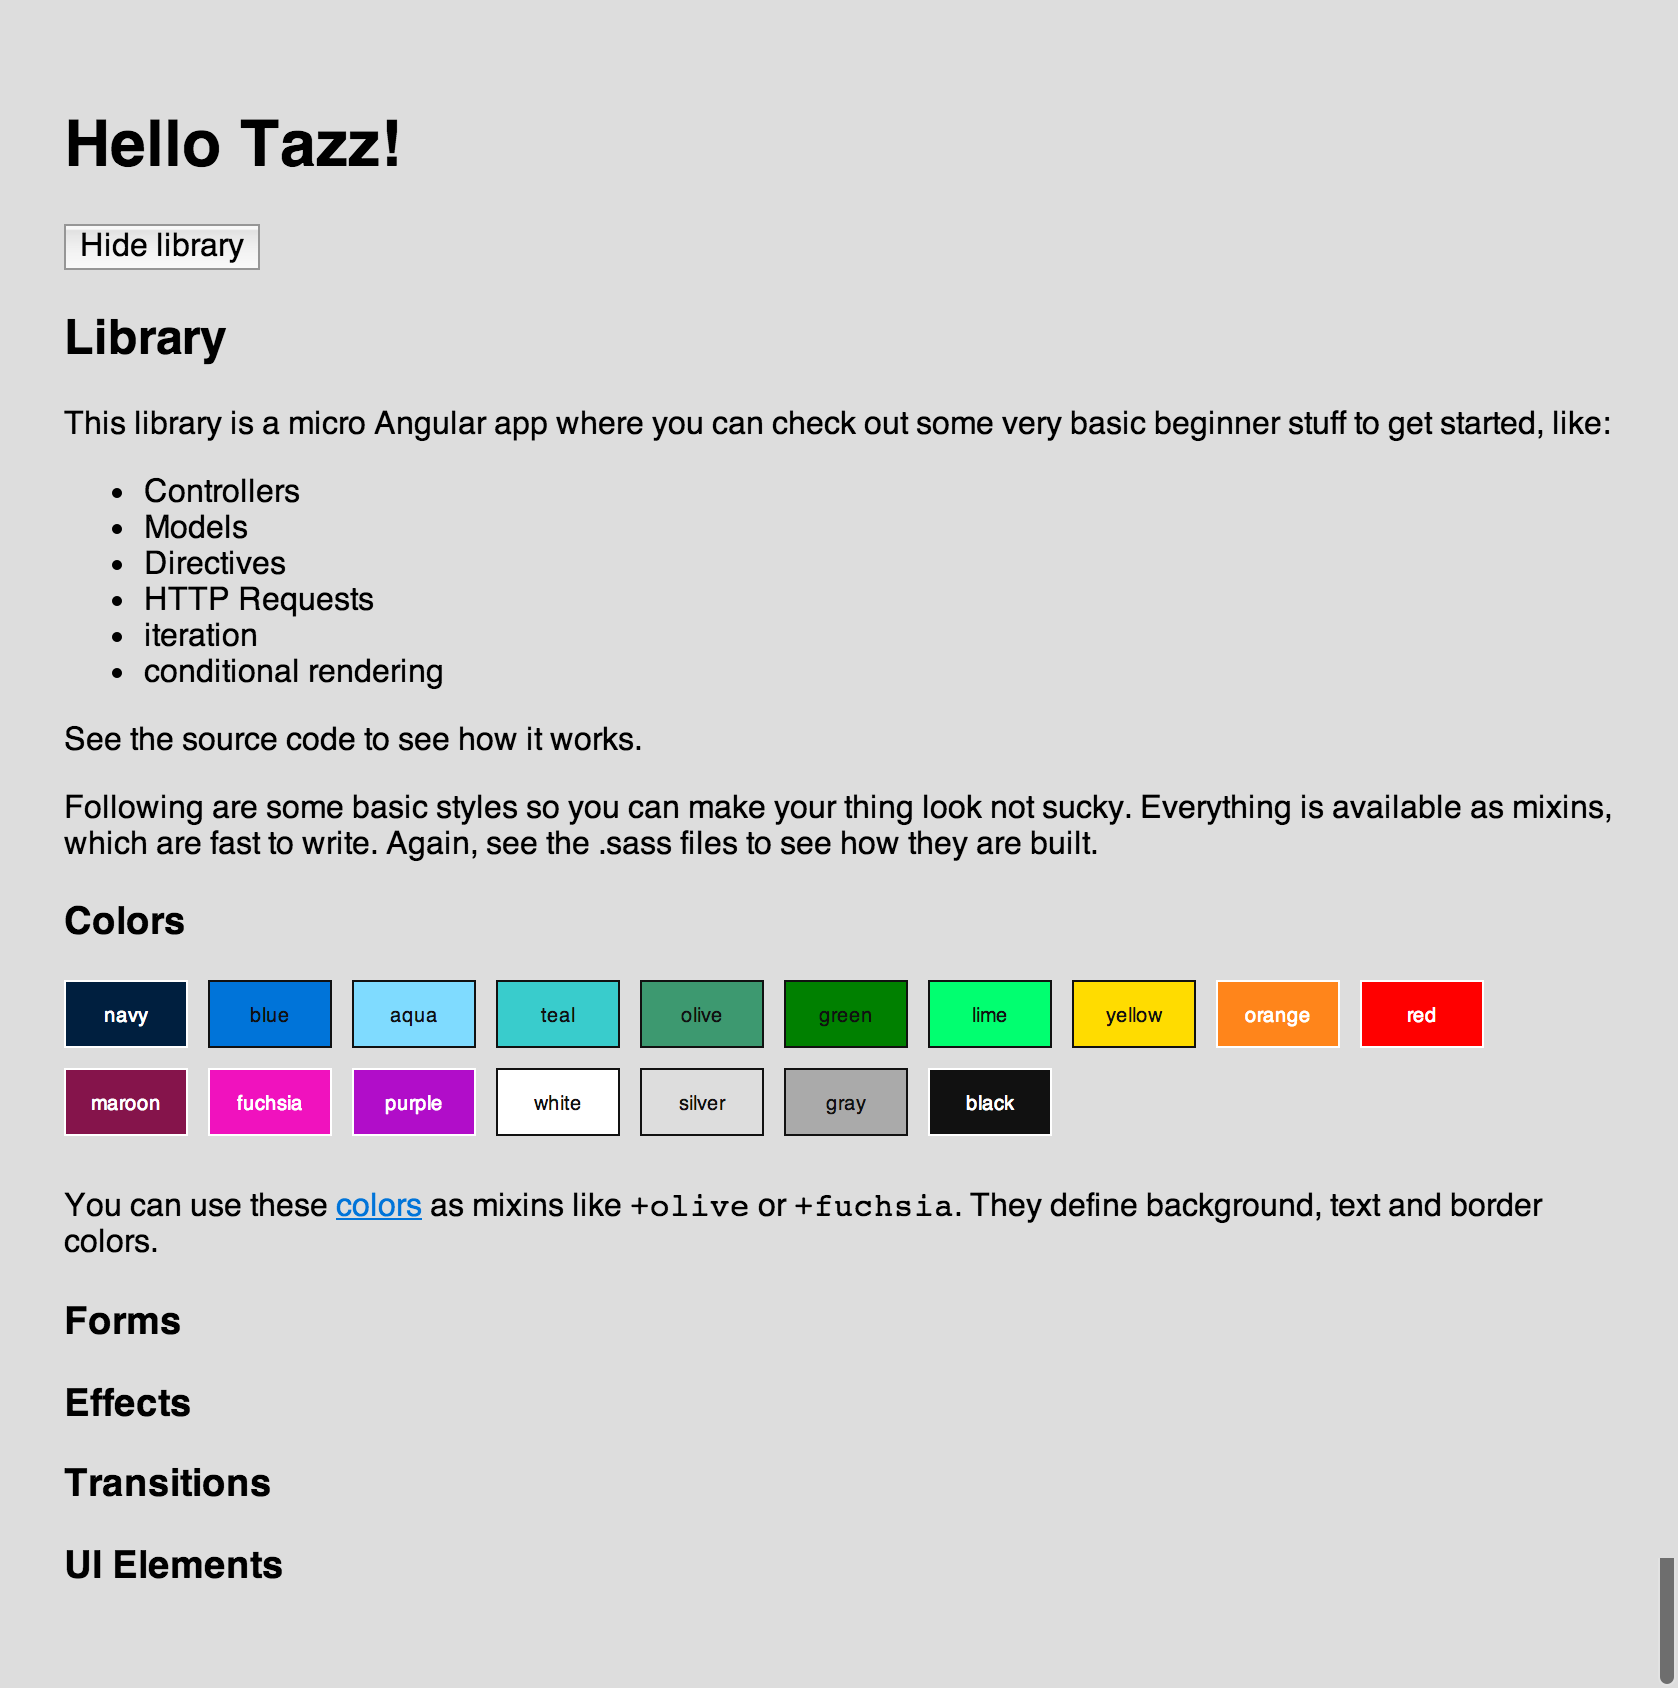 Hello Tazz!
Hide library
Library
This library is a micro Angular app where you can check out some very basic beginner stuff to get started, like:
• Controllers
• Models
• Directives
• HTTP Requests
• iteration
• conditional rendering
See the source code to see how it works.
Following are some basic styles so you can make your thing look not sucky. Everything is available as mixins,
which are fast to write. Again, see the .sass files to see how they are built.
Colors
navy blue aqua teal olive green lime yellow orange red
maroon fuchsia purple white silver gray black
You can use these colors as mixins like +olive or +fuchsia. They define background, text and border
colors.
Forms
Effects
Transitions
UI Elements